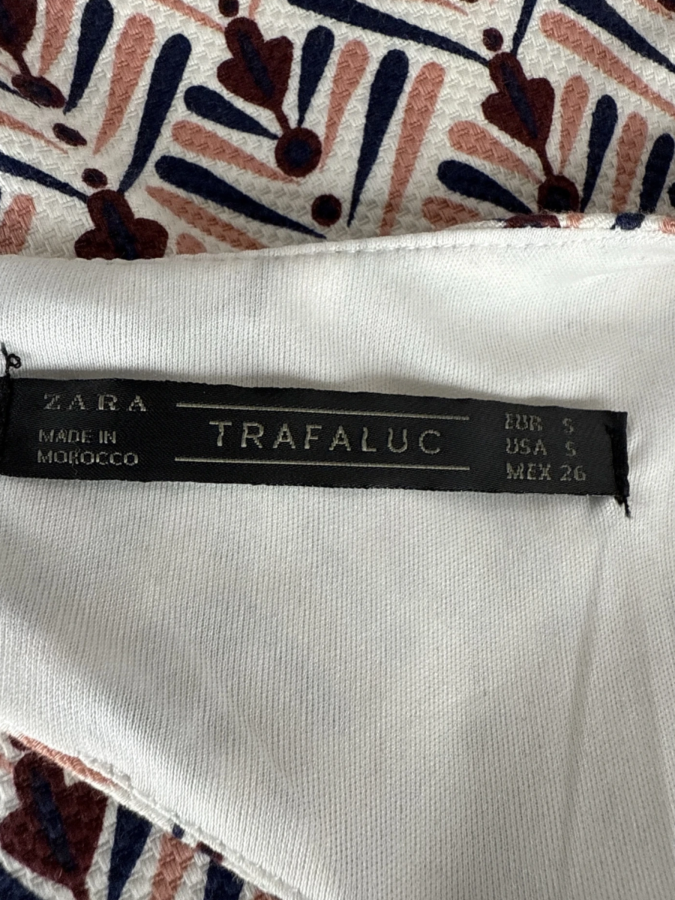 ZARA
MADE IN
MOROCCO
TRAFALUC
EUR S
USA S
MEX 26